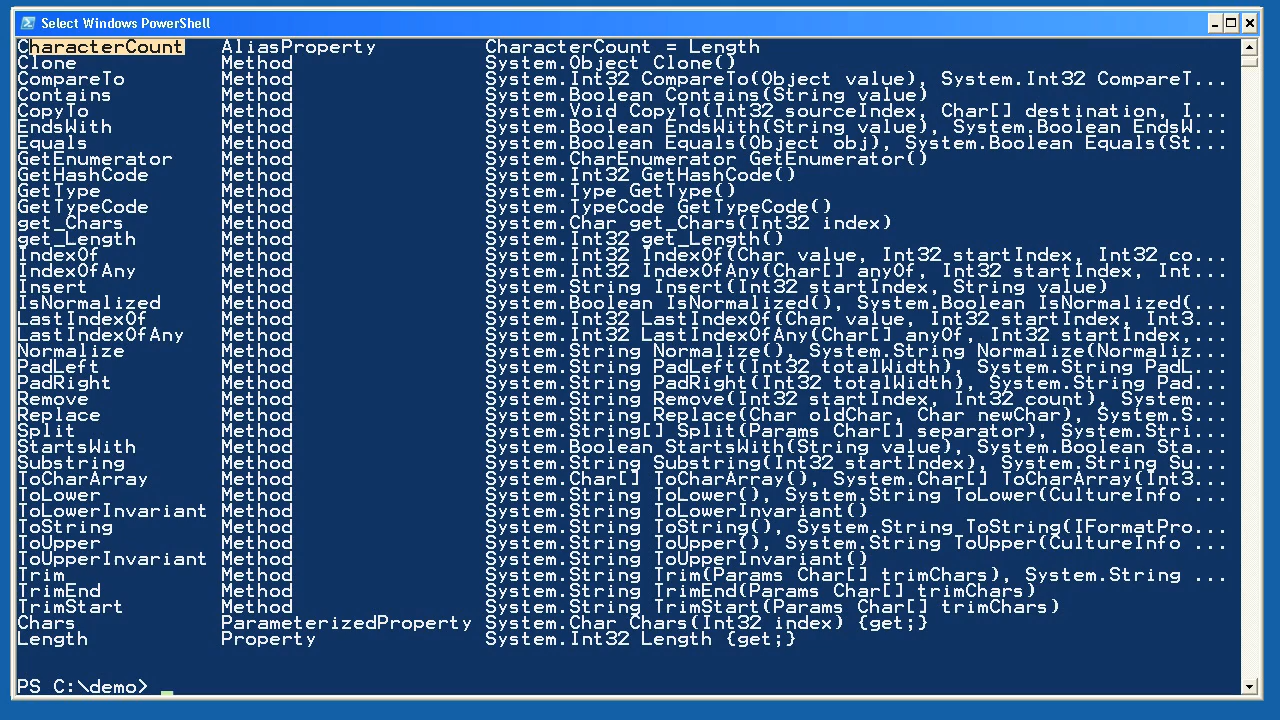 Select Windows PowerShell
CharacterCount AliasProperty CharacterCount = Length
Clone Method System.Object Clone()
CompareTo Method System.Int32 CompareTo(Object value), System.Int32 CompareT...
Contains Method System.Boolean Contains(String value)
CopyTo Method System.Void CopyTo(Int32 sourceIndex, Char[] destination, I...
EndsWith Method System.Boolean EndsWith(String value), System.Boolean EndsW...
Equals Method System.Boolean Equals(Object obj), System.Boolean Equals(St...
GetEnumerator Method System.CharEnumerator GetEnumerator()
GetHashCode Method System.Int32 GetHashCode()
GetType Method System.Type GetType()
GetTypeCode Method System.TypeCode GetTypeCode()
get_Chars Method System.Char get_Chars(Int32 index)
get_Length Method System.Int32 get_Length()
IndexOf Method System.Int32 IndexOf(Char value, Int32 startIndex, Int32 co...
IndexOfAny Method System.Int32 IndexOfAny(Char[] anyOf, Int32 startIndex, Int...
Insert Method System.String Insert(Int32 startIndex, String value)
IsNormalized Method System.Boolean IsNormalized(), System.Boolean IsNormalized(...
LastIndexOf Method System.Int32 LastIndexOf(Char value, Int32 startIndex, Int3...
LastIndexOfAny Method System.Int32 LastIndexOfAny(Char[] anyOf, Int32 startIndex,...
Normalize Method System.String Normalize(), System.String Normalize(Normaliz...
PadLeft Method System.String PadLeft(Int32 totalWidth), System.String PadL...
PadRight Method System.String PadRight(Int32 totalWidth), System.String Pad...
Remove Method System.String Remove(Int32 startIndex, Int32 count), System...
Replace Method System.String Replace(Char oldChar, Char newChar), System.S...
Split Method System.String[] Split(Params Char[] separator), System.Stri...
StartsWith Method System.Boolean StartsWith(String value), System.Boolean Sta...
Substring Method System.String Substring(Int32 startIndex), System.String Su...
ToCharArray Method System.Char[] ToCharArray(), System.Char[] ToCharArray(Int3...
ToLower Method System.String ToLower(), System.String ToLower(CultureInfo ...
ToLowerInvariant Method System.String ToLowerInvariant()
ToString Method System.String ToString(), System.String ToString(IFormatPro...
ToUpper Method System.String ToUpper(), System.String ToUpper(CultureInfo ...
ToUpperInvariant Method System.String ToUpperInvariant()
Trim Method System.String Trim(Params Char[] trimChars), System.String ...
TrimEnd Method System.String TrimEnd(Params Char[] trimChars)
TrimStart Method System.String TrimStart(Params Char[] trimChars)
Chars ParameterizedProperty System.Char Chars(Int32 index) {get;}
Length Property System.Int32 Length {get;}
PS C:\demo>